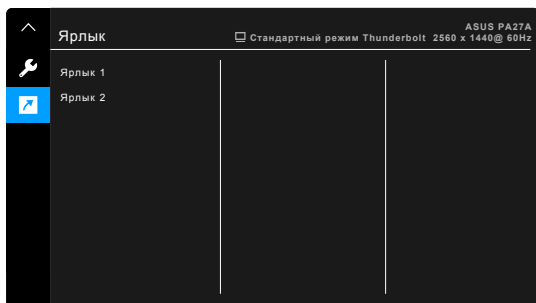 ASUS PA27A
Ярлык
Стандартный режим Thunderbolt 2560 x 1440@ 60Hz
Ярлык 1
Ярлык 2